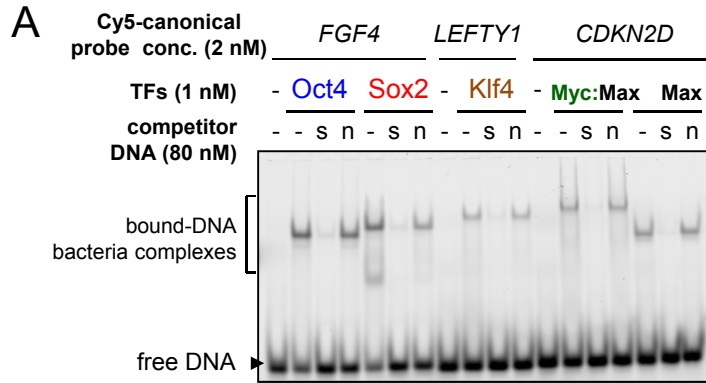 A
Cy5-canonical probe conc. (2 nM) FGF4 LEFTY1 CDKN2D
TFs (1 nM) - Oct4 Sox2 - Klf4 - Myc:Max Max
competitor DNA (80 nM) - - s n - s n - - s n - - s n - s n
bound-DNA
bacteria complexes
free DNA